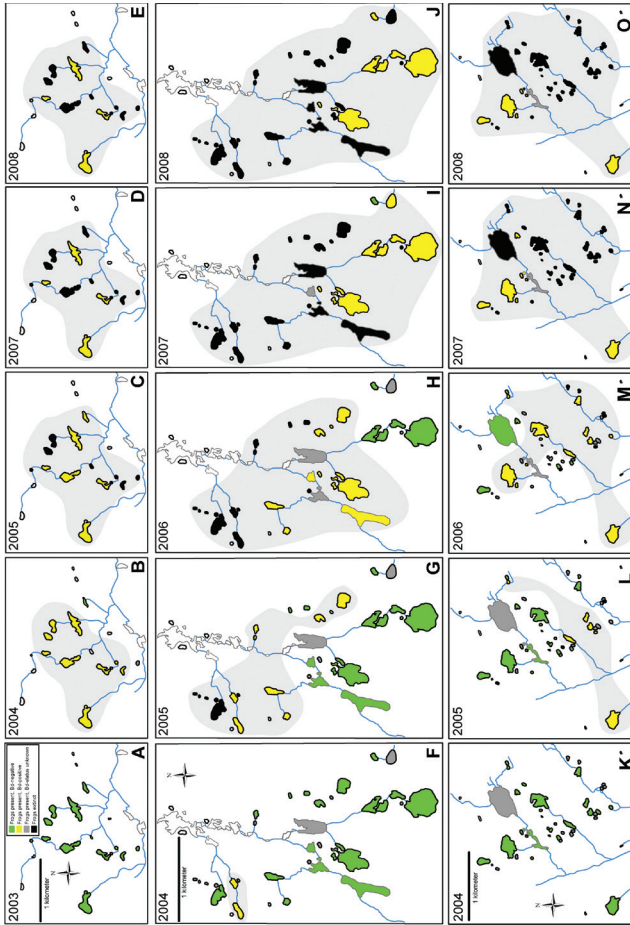 2003
A
1 kilometer
N
Frogs present, Bd-negative
Frogs present, Bd-positive
Frogs present, Bd-status unknown
Frogs extinct
2004
B
2005
C
2007
D
2008
E
2004
F
1 kilometer
N
2005
G
2006
H
2007
I
2008
J
2004
K
1 kilometer
N
2005
L
2006
M
2007
N
2008
O